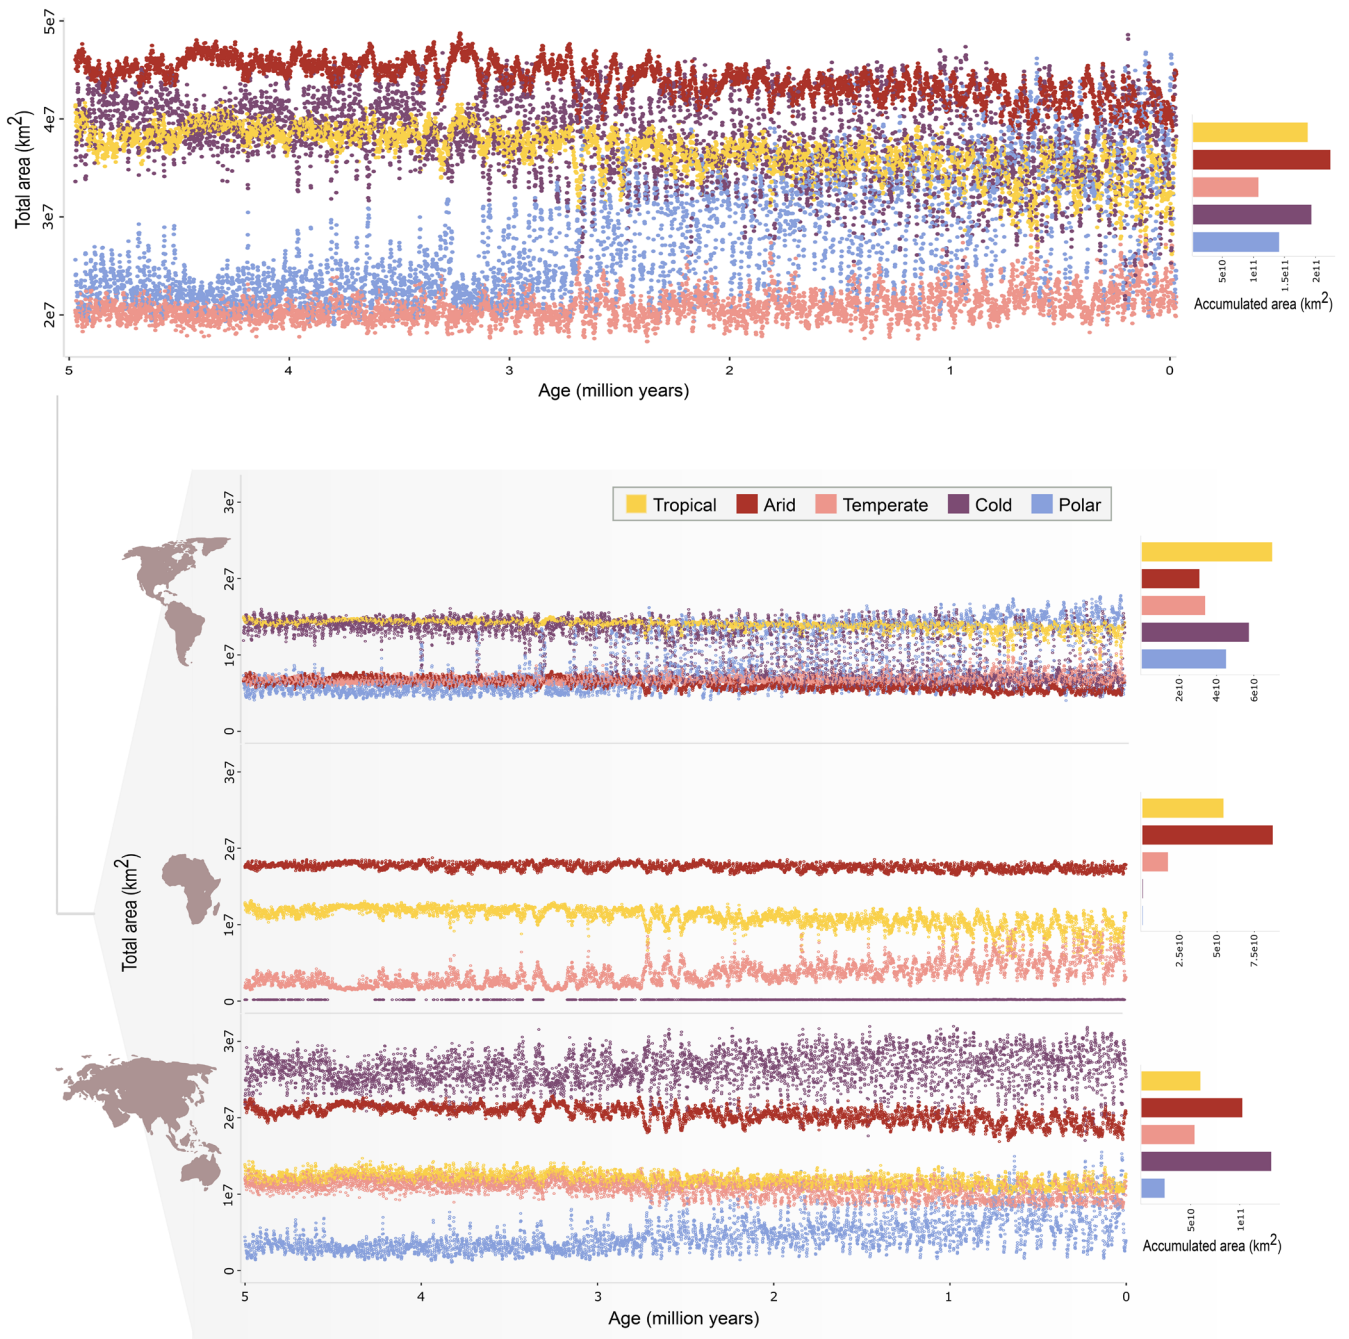 5e7
4e7
3e7
2e7
Total area (km2)
5 4 3 2 1 0
Age (million years)
5e10 1e11 1.5e11 2e11
Accumulated area (km2)
Tropical Arid Temperate Cold Polar
3e7
2e7
1e7
0
2e10 4e10 6e10
Total area (km2)
3e7
2e7
1e7
0
2.5e10 5e10 7.5e10
3e7
2e7
1e7
0
5e10 1e11
Accumulated area (km2)
5 4 3 2 1 0
Age (million years)